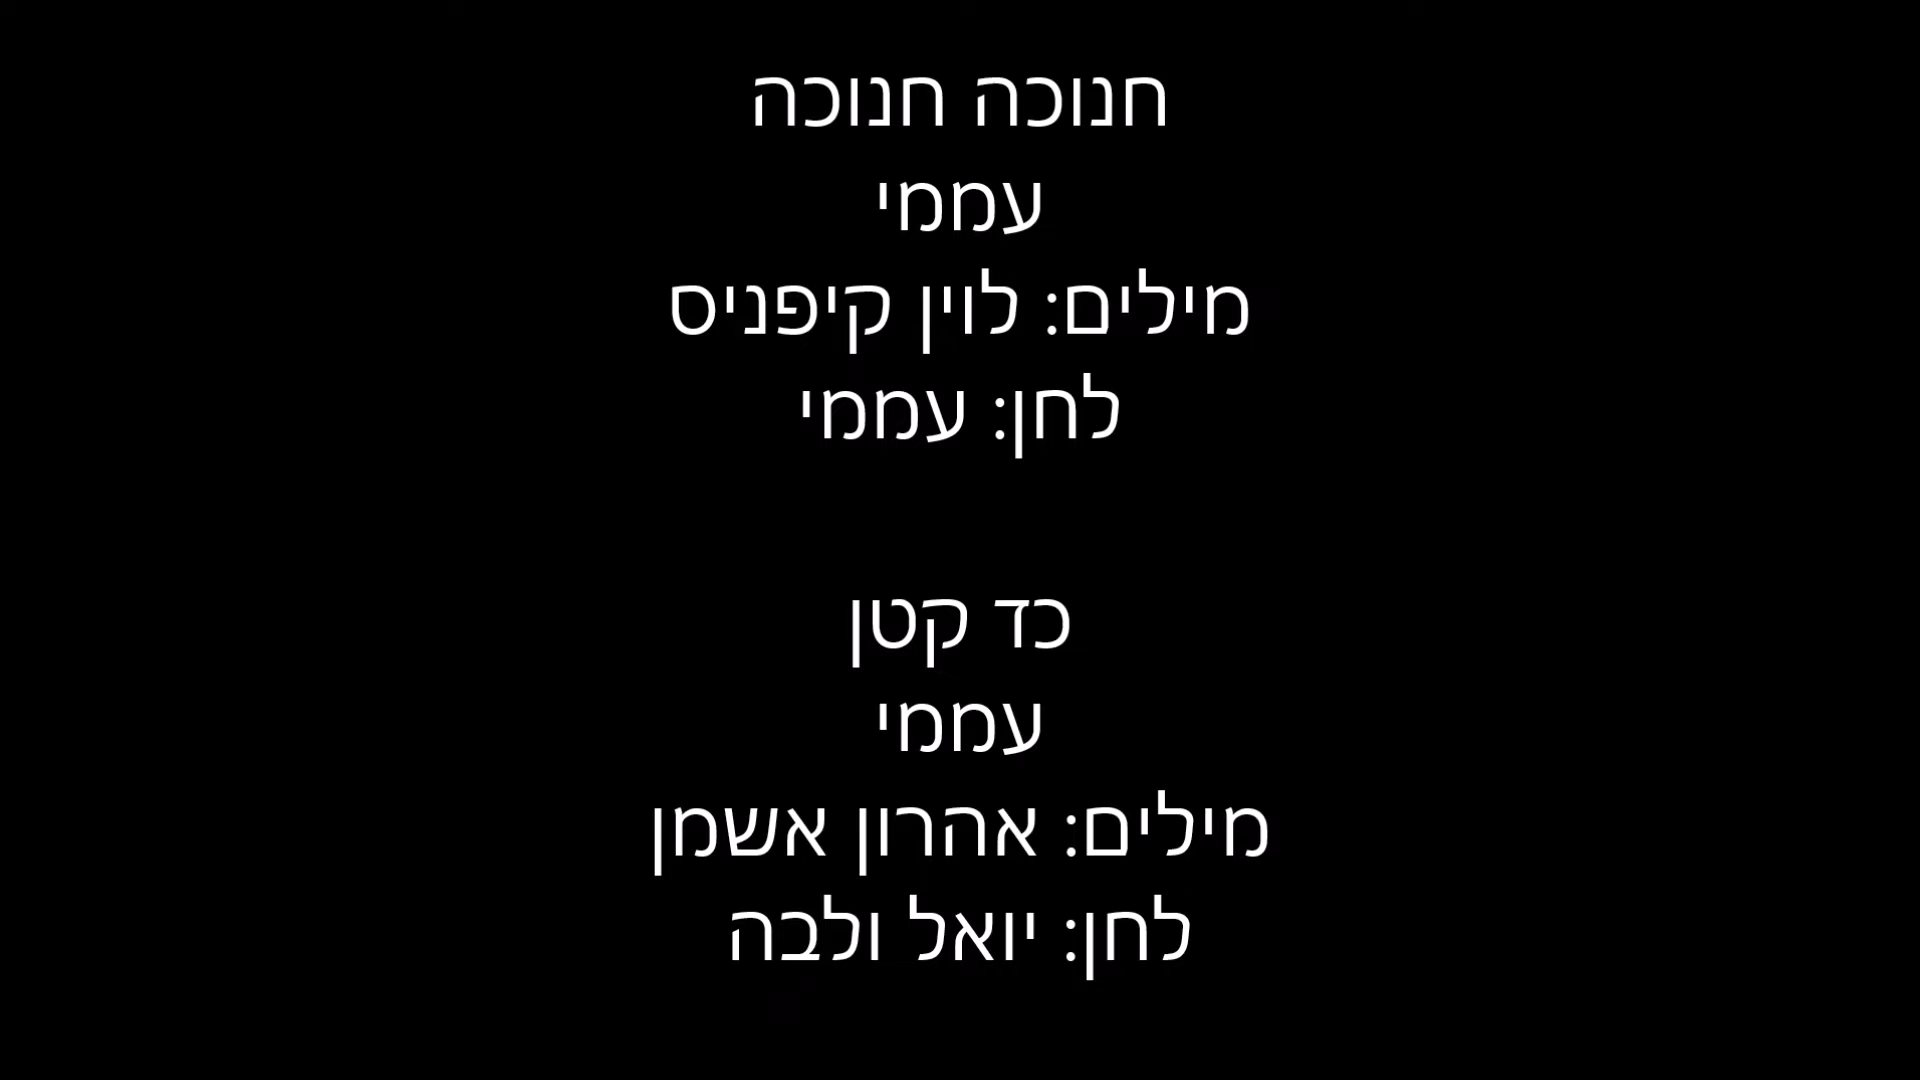 חנוכה חנוכה
עממי
מילים: לוין קיפניס
לחן: עממי
כד קטן
עממי
מילים: אהרון אשמן
לחן: יואל ולבה